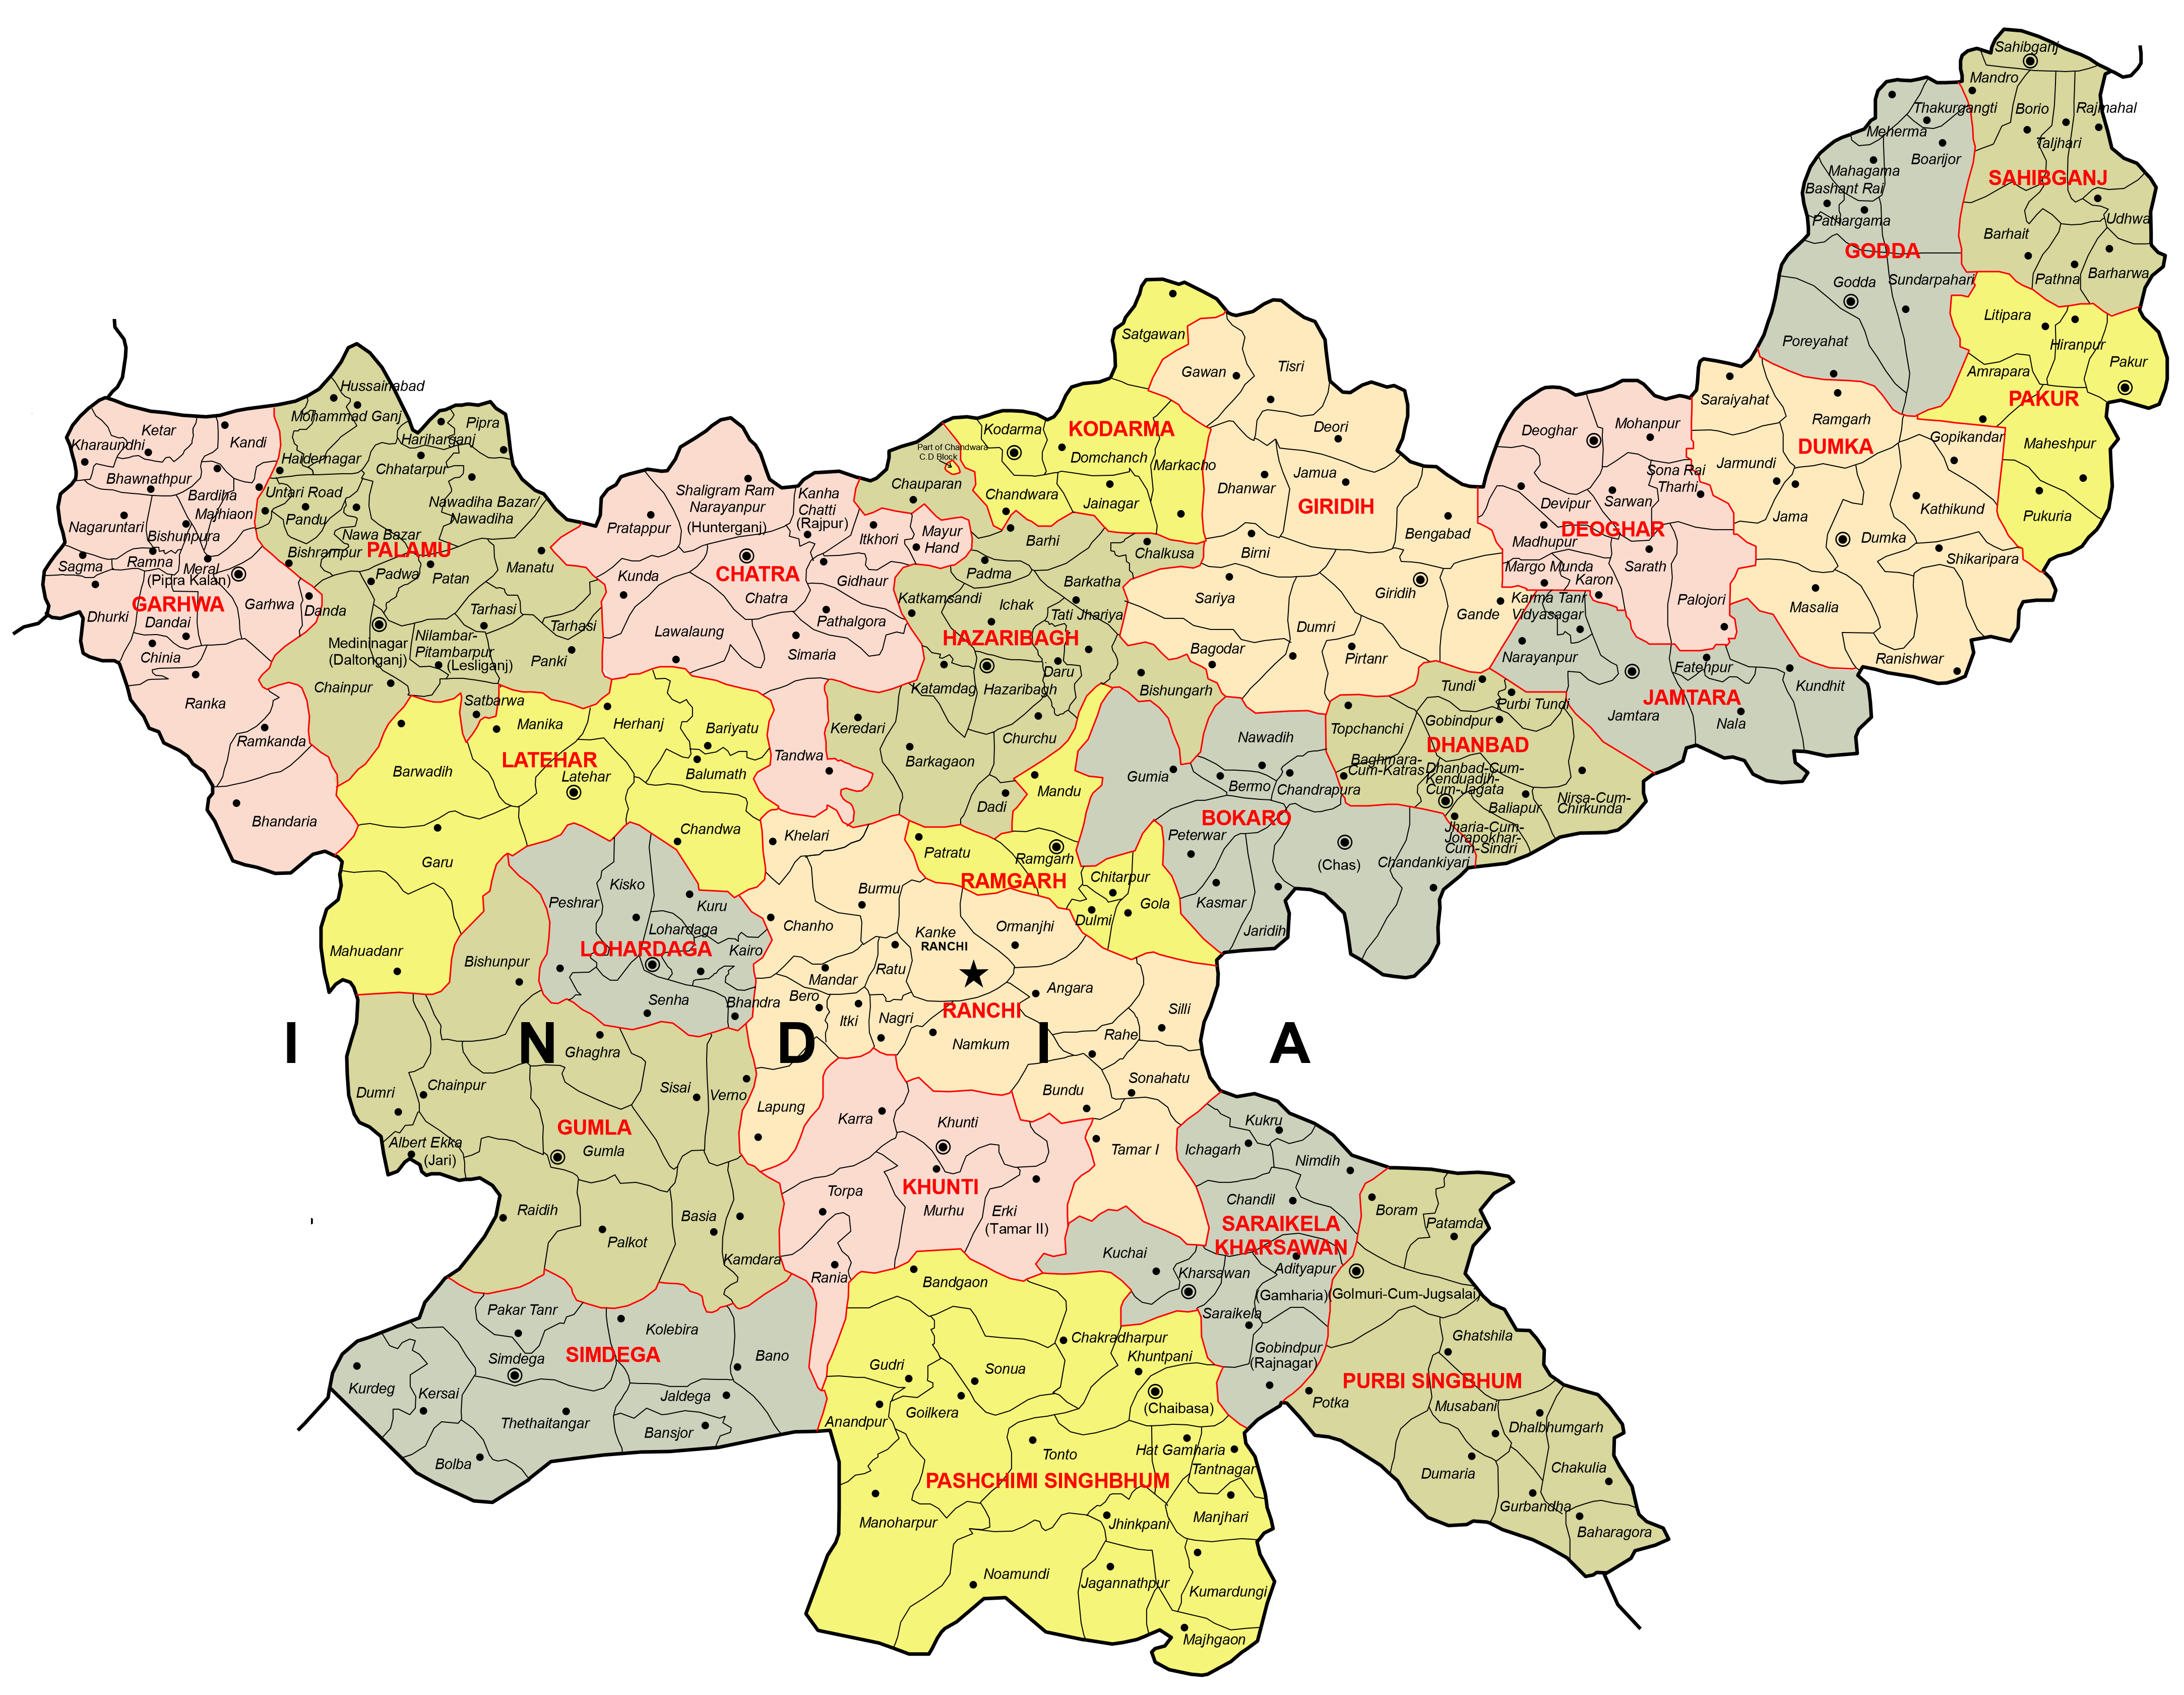 Sahibganj
Mandro
Thakurgangti
Borio
Rajmahal
Meherma
Taljhari
Boarijor
Mahagama
SAHIBGANJ
Bashant Rai
Pathargama
Udhwa
Barhait
GODDA
Godda
Sundarpahari
Pathna
Barharwa
Litipara
Poreyahat
Hiranpur
Pakur
Amrapara
PAKUR
Maheshpur
Pukuria
Satgawan
Gawan
Tisri
Deori
Kodarma
KODARMA
Domchanch
Markacho
Chandwara
Jainagar
Part of Chandwara
C.D Block
Chauparan
Dhanwar
Jamua
GIRIDIH
Bengabad
Birni
Sariya
Giridih
Gande
Dumri
Pirtanr
Bagodar
Deoghar
Mohanpur
Sona Rai
Tharhi
Devipur
Sarwan
DEOGHAR
Madhupur
Margo Munda
Karon
Sarath
Palojori
Saraiyahat
Ramgarh
DUMKA
Gopikandar
Jarmundi
Jama
Kathikund
Dumka
Shikaripara
Masalia
Ranishwar
Karma Tanr
Vidyasagar
Narayanpur
Fatehpur
JAMTARA
Jamtara
Nala
Kundhit
Ketar
Kharaundhi
Kandi
Bhawnathpur
Bardiha
Majhiaon
Nagaruntari
Bishunpura
Sagma
Ramna
Meral
(Pipra Kalan)
GARHWA
Garhwa
Danda
Dhurki
Dandai
Chinia
Ranka
Ramkanda
Bhandaria
Hussainabad
Mohammad Ganj
Pipra
Hariharganj
Haidernagar
Chhatarpur
Untari Road
Pandu
Nawadiha Bazar/
Nawadiha
Nawa Bazar
PALAMU
Bishrampur
Padwa
Patan
Manatu
Tarhasi
Tarhasi
Medininagar
(Daltonganj)
Nilambar-
Pitambarpur
(Lesliganj)
Panki
Chainpur
Satbarwa
Shaligram Ram
Narayanpur
(Hunterganj)
Kanha
Chatti
(Rajpur)
Pratappur
Itkhori
Mayur
Hand
CHATRA
Kunda
Chatra
Gidhaur
Pathalgora
Lawalaung
Simaria
Tandwa
Barhi
Chalkusa
Padma
Barkatha
Katkamsandi
Ichak
Tati Jhariya
HAZARIBAGH
Daru
Katamdag
Hazaribagh
Bishungarh
Keredari
Churchu
Barkagaon
Dadi
Manika
Herhanj
Bariyatu
LATEHAR
Latehar
Balumath
Barwadih
Chandwa
Garu
Mahuadanr
Tundi
Purbi Tundi
Topchanchi
Gobindpur
DHANBAD
Baghmara-
Cum-Katras
Dhanbad-Cum-
Kenduadih-
Cum-Jagata
Baliapur
Nirsa-Cum-
Chirkunda
Jharia-Cum-
Jorapokhar-
Cum-Sindri
Nawadih
Gumia
Bermo
Chandrapura
BOKARO
Peterwar
(Chas)
Chandankiyari
Kasmar
Jaridih
Mandu
Patratu
Ramgarh
RAMGARH
Chitarpur
Dulmi
Gola
Kisko
Peshrar
Kuru
Lohardaga
LOHARDAGA
Kairo
Senha
Bhandra
Khelari
Burmu
Chanho
Kanke
RANCHI
Ormanjhi
Mandar
Ratu
Bero
Itki
Nagri
RANCHI
Angara
Silli
Namkum
Rahe
Bundu
Sonahatu
Lapung
Tamar I
I N D I A
Bishunpur
Ghaghra
Dumri
Chainpur
Sisai
Verno
GUMLA
Gumla
Albert Ekka
(Jari)
Raidih
Palkot
Basia
Kamdara
Karra
Khunti
KHUNTI
Torpa
Murhu
Erki
(Tamar II)
Rania
Pakar Tanr
Kolebira
SIMDEGA
Simdega
Bano
Kurdeg
Kersai
Jaldega
Thethaitangar
Bansjor
Bolba
Kukru
Ichagarh
Nimdih
Chandil
SARAIKELA
KHARSAWAN
Kuchai
Kharsawan
Adityapur
(Gamharia)
Saraikela
Gobindpur
(Rajnagar)
Boram
Patamda
(Golmuri-Cum-Jugsalai)
Ghatshila
PURBI SINGBHUM
Potka
Musabani
Dhalbhumgarh
Dumaria
Chakulia
Gurbandha
Baharagora
Bandgaon
Chakradharpur
Khuntpani
Gudri
Sonua
(Chaibasa)
Anandpur
Goilkera
Tonto
Hat Gamharia
Tantnagar
PASHCHIMI SINGHBHUM
Manoharpur
Jhinkpani
Manjhari
Noamundi
Jagannathpur
Kumardungi
Majhgaon